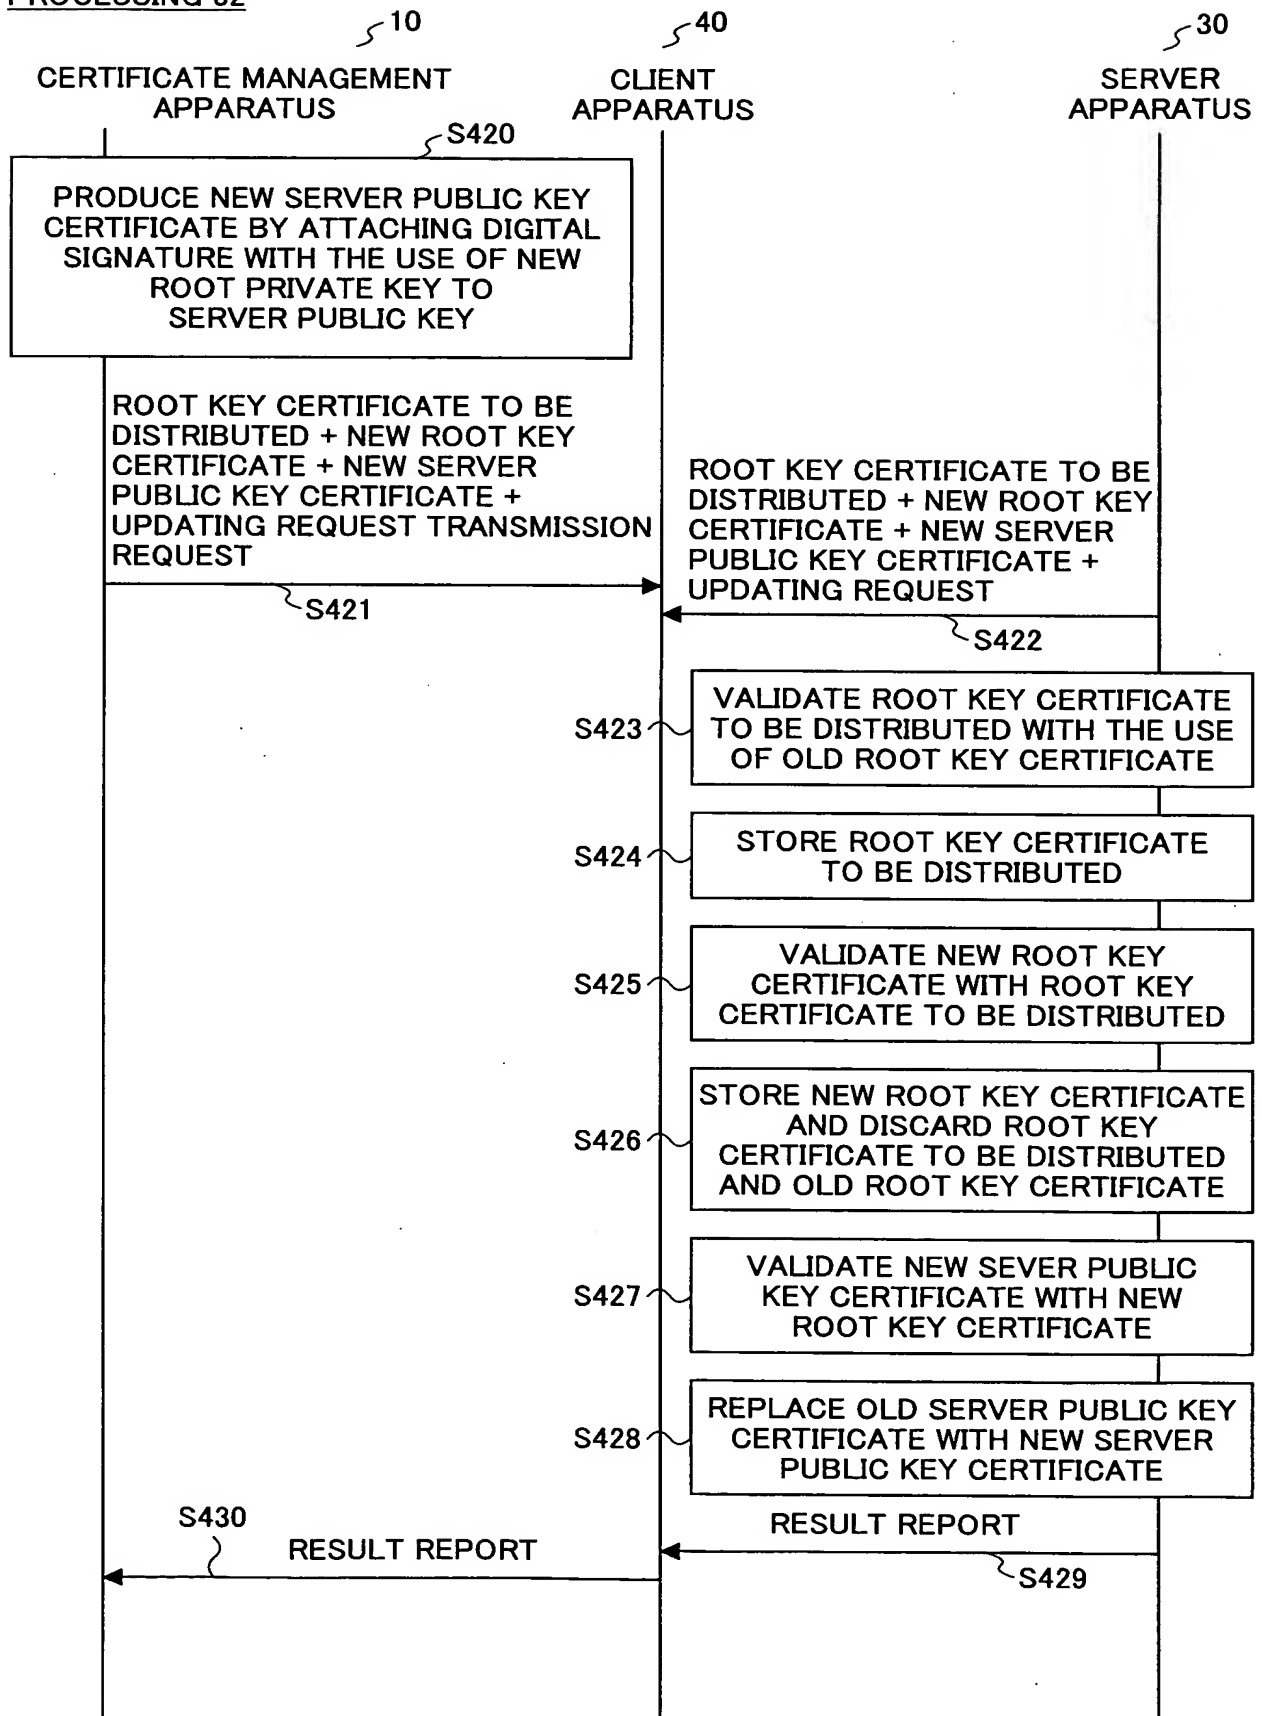 10
40
30
CERTIFICATE MANAGEMENT
APPARATUS
CLIENT
APPARATUS
SERVER
APPARATUS
S420
PRODUCE NEW SERVER PUBLIC KEY
CERTIFICATE BY ATTACHING DIGITAL
SIGNATURE WITH THE USE OF NEW
ROOT PRIVATE KEY TO
SERVER PUBLIC KEY
ROOT KEY CERTIFICATE TO BE
DISTRIBUTED + NEW ROOT KEY
CERTIFICATE + NEW SERVER
PUBLIC KEY CERTIFICATE +
UPDATING REQUEST TRANSMISSION
REQUEST
S421
ROOT KEY CERTIFICATE TO BE
DISTRIBUTED + NEW ROOT KEY
CERTIFICATE + NEW SERVER
PUBLIC KEY CERTIFICATE +
UPDATING REQUEST
S422
S423
VALIDATE ROOT KEY CERTIFICATE
TO BE DISTRIBUTED WITH THE USE
OF OLD ROOT KEY CERTIFICATE
S424
STORE ROOT KEY CERTIFICATE
TO BE DISTRIBUTED
S425
VALIDATE NEW ROOT KEY
CERTIFICATE WITH ROOT KEY
CERTIFICATE TO BE DISTRIBUTED
S426
STORE NEW ROOT KEY CERTIFICATE
AND DISCARD ROOT KEY
CERTIFICATE TO BE DISTRIBUTED
AND OLD ROOT KEY CERTIFICATE
S427
VALIDATE NEW SEVER PUBLIC
KEY CERTIFICATE WITH NEW
ROOT KEY CERTIFICATE
S428
REPLACE OLD SERVER PUBLIC KEY
CERTIFICATE WITH NEW SERVER
PUBLIC KEY CERTIFICATE
RESULT REPORT
S429
S430
RESULT REPORT